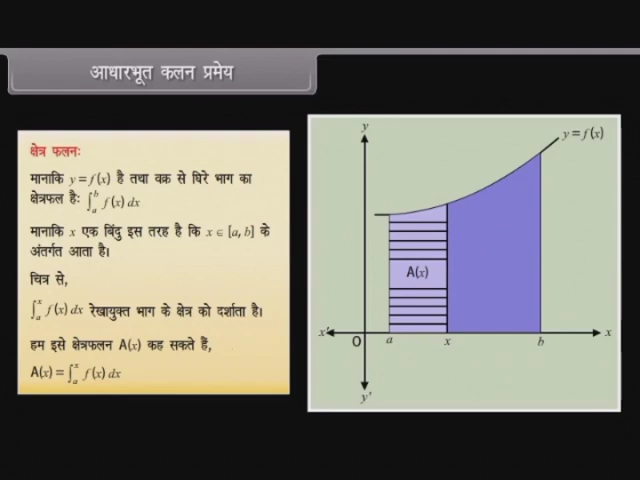 आधारभूत कलन प्रमेय
क्षेत्र फलनः
मानाकि y = f(x) है तथा वक्र से घिरे भाग का
क्षेत्रफल हैः ∫ₐᵇ f(x) dx
मानाकि x एक बिंदु इस तरह है कि x ∈ [a, b] के
अंतर्गत आता है।
चित्र से,
∫ₐˣ f(x) dx रेखायुक्त भाग के क्षेत्र को दर्शाता है।
हम इसे क्षेत्रफलन A(x) कह सकते हैं,
A(x) = ∫ₐˣ f(x) dx
y
y = f(x)
A(x)
x′ O a x b x
y′